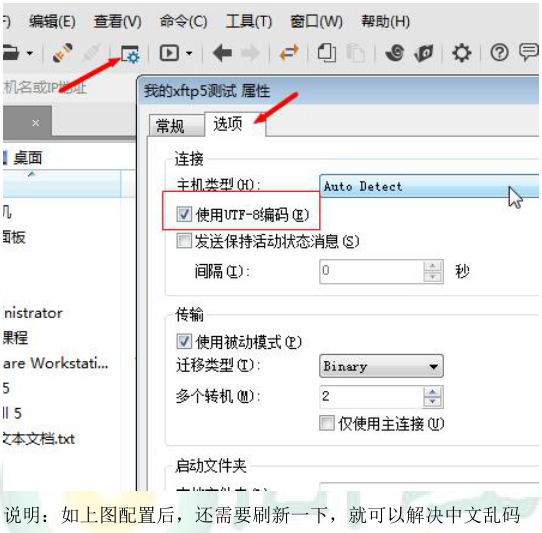 编辑(E) 查看(V) 命令(C) 工具(T) 窗口(W) 帮助(H)
机名或IP地址
我的xftp5测试 属性
常规 选项
桌面
连接
主机类型(H): Auto Detect
使用UTF-8编码(E)
发送保持活动状态消息(S)
间隔(I): 0 秒
面板
传输
使用被动模式(P)
迁移类型(T): Binary
多个转机(M): 2
仅使用主连接(U)
nistrator
课程
are Workstati...
5
ll 5
文本文档.txt
启动文件夹
说明：如上图配置后，还需要刷新一下，就可以解决中文乱码